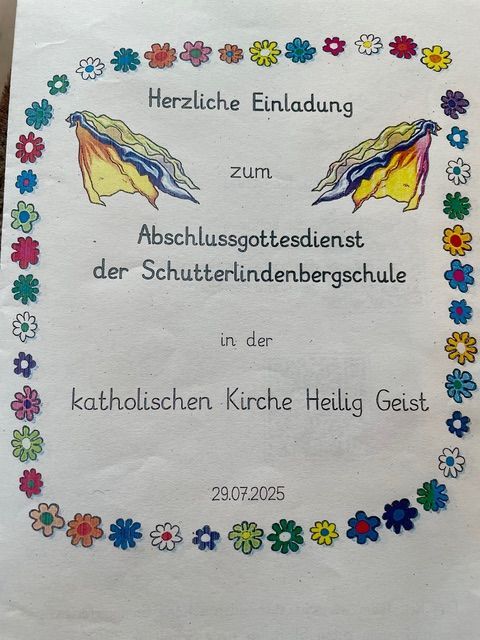 Herzliche Einladung
zum
Abschlussgottesdienst
der Schutterlindenbergschule
in der
katholischen Kirche Heilig Geist
29.07.2025